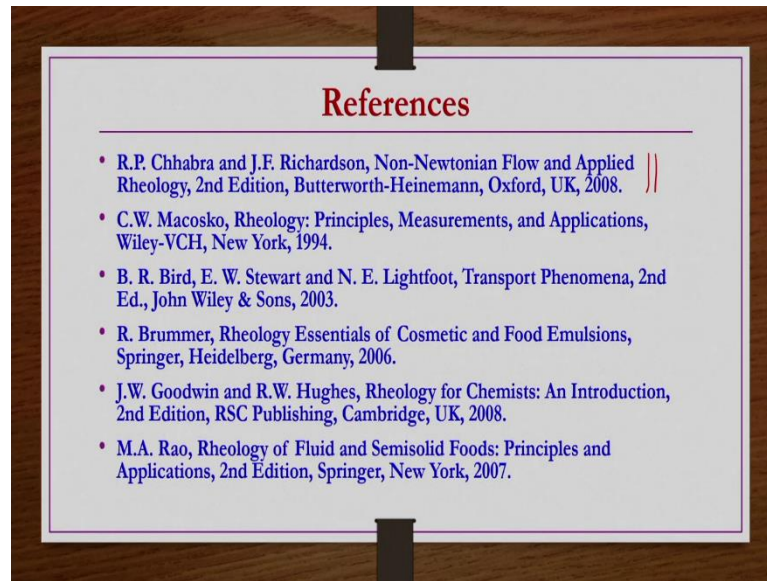 References
• R.P. Chhabra and J.F. Richardson, Non-Newtonian Flow and Applied
Rheology, 2nd Edition, Butterworth-Heinemann, Oxford, UK, 2008.
• C.W. Macosko, Rheology: Principles, Measurements, and Applications,
Wiley-VCH, New York, 1994.
• B. R. Bird, E. W. Stewart and N. E. Lightfoot, Transport Phenomena, 2nd
Ed., John Wiley & Sons, 2003.
• R. Brummer, Rheology Essentials of Cosmetic and Food Emulsions,
Springer, Heidelberg, Germany, 2006.
• J.W. Goodwin and R.W. Hughes, Rheology for Chemists: An Introduction,
2nd Edition, RSC Publishing, Cambridge, UK, 2008.
• M.A. Rao, Rheology of Fluid and Semisolid Foods: Principles and
Applications, 2nd Edition, Springer, New York, 2007.